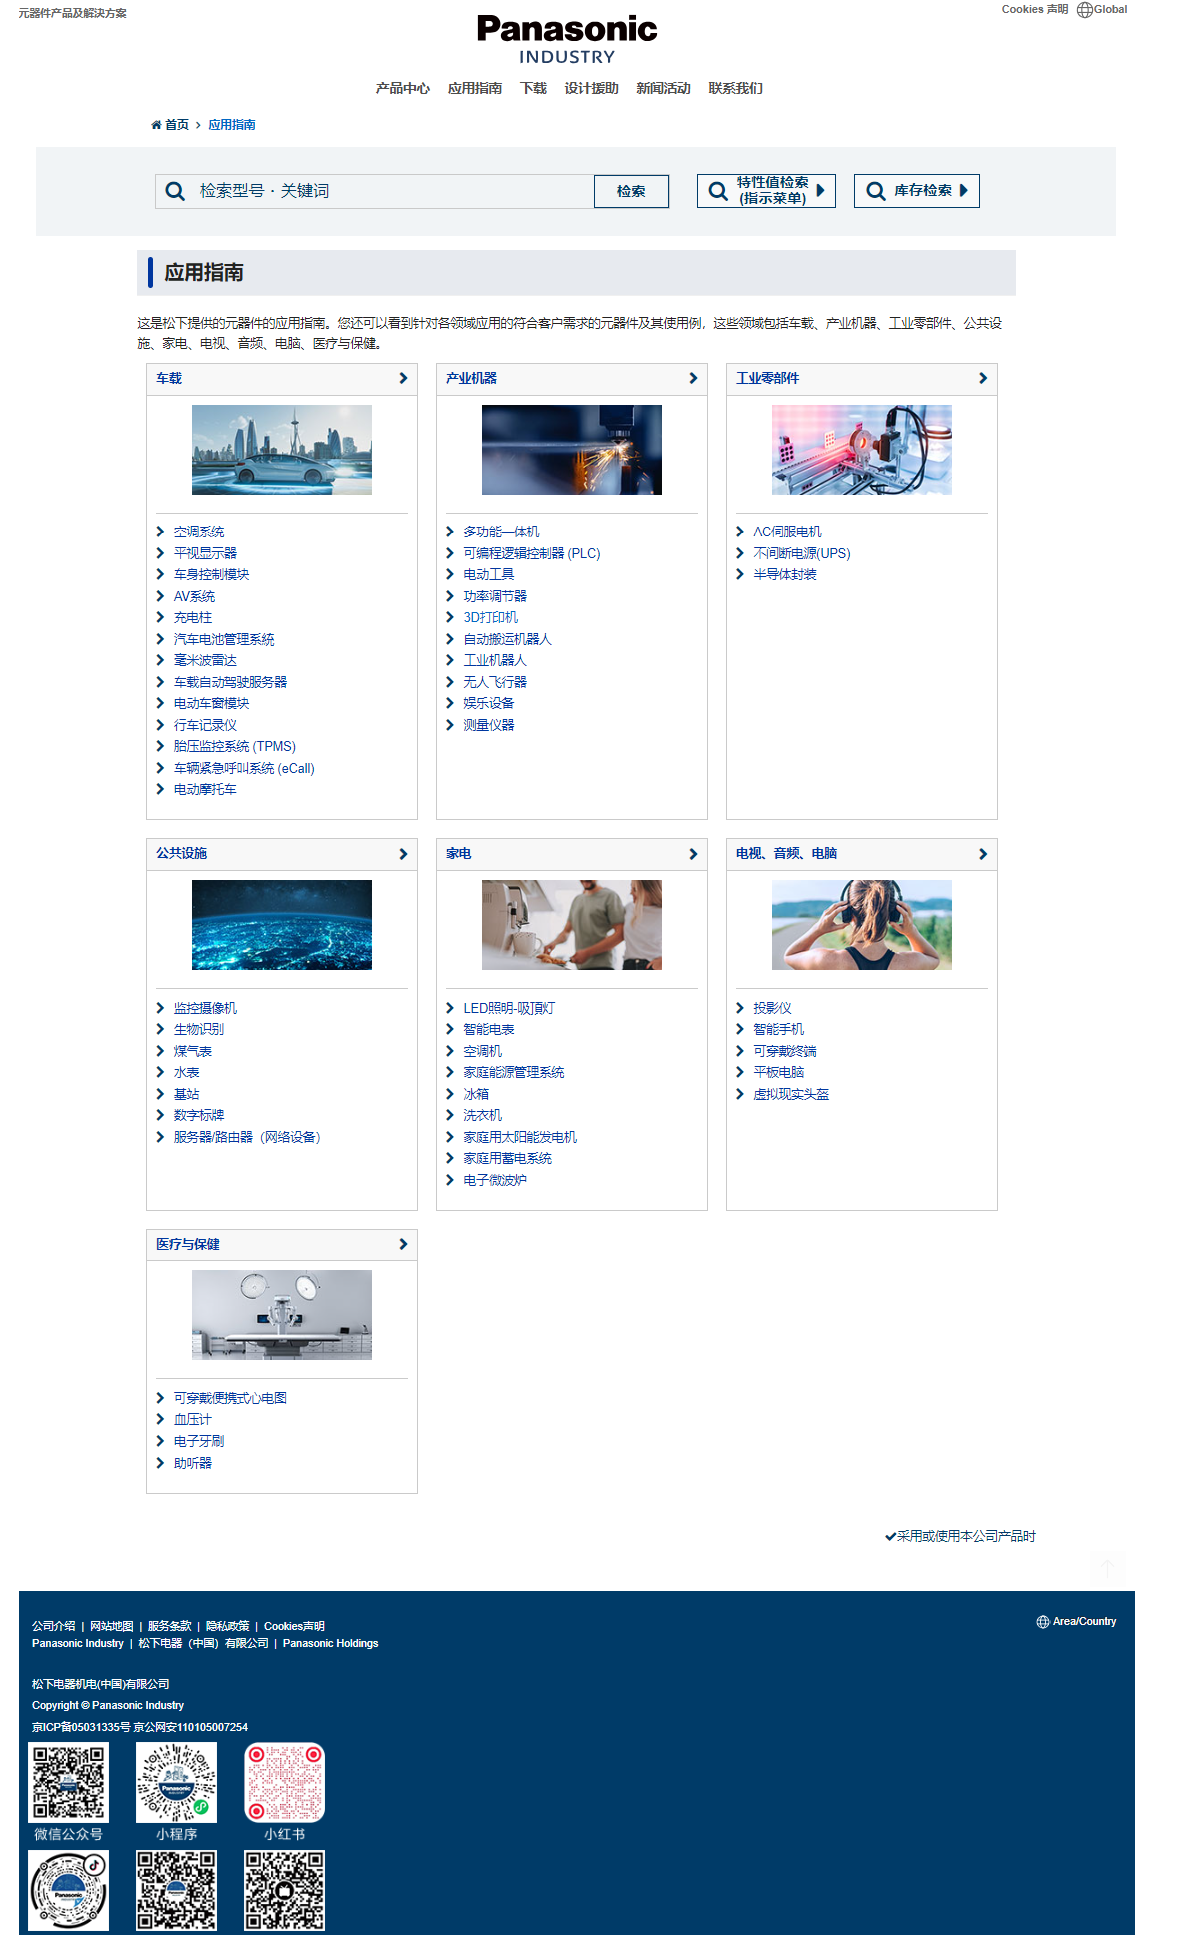 元器件产品及解決方案
Cookies 声明 Global
Panasonic
INDUSTRY
产品中心 应用指南 下载 设计援助 新闻活动 联系我们
首页 应用指南
检索型号・关键词 检索
特性值检索
(指示菜单)
库存检索
应用指南
这是松下提供的元器件的应用指南。您还可以看到针对各领域应用的符合客户需求的元器件及其使用例，这些领域包括车载、产业机器、工业零部件、公共设
施、家电、电视、音频、电脑、医疗与保健。
车载
空调系统
平视显示器
车身控制模块
AV系统
充电柱
汽车电池管理系统
毫米波雷达
车载自动驾驶服务器
电动车窗模块
行车记录仪
胎压监控系统 (TPMS)
车辆紧急呼叫系统 (eCall)
电动摩托车
产业机器
多功能一体机
可编程逻辑控制器 (PLC)
电动工具
功率调节器
3D打印机
自动搬运机器人
工业机器人
无人飞行器
娱乐设备
测量仪器
工业零部件
AC伺服电机
不间断电源(UPS)
半导体封装
公共设施
监控摄像机
生物识别
煤气表
水表
基站
数字标牌
服务器/路由器（网络设备）
家电
LED照明-吸頂灯
智能电表
空调机
家庭能源管理系统
冰箱
洗衣机
家庭用太阳能发电机
家庭用蓄电系统
电子微波炉
电视、音频、电脑
投影仪
智能手机
可穿戴终端
平板电脑
虚拟现实头盔
医疗与保健
可穿戴便携式心电图
血压计
电子牙刷
助听器
采用或使用本公司产品时
公司介绍 | 网站地图 | 服务条款 | 隐私政策 | Cookies声明
Area/Country
Panasonic Industry | 松下电器（中国）有限公司 | Panasonic Holdings
松下电器机电(中国)有限公司
Copyright © Panasonic Industry
京ICP备05031335号 京公网安110105007254
Panasonic
微信公众号 小程序 小红书
Panasonic